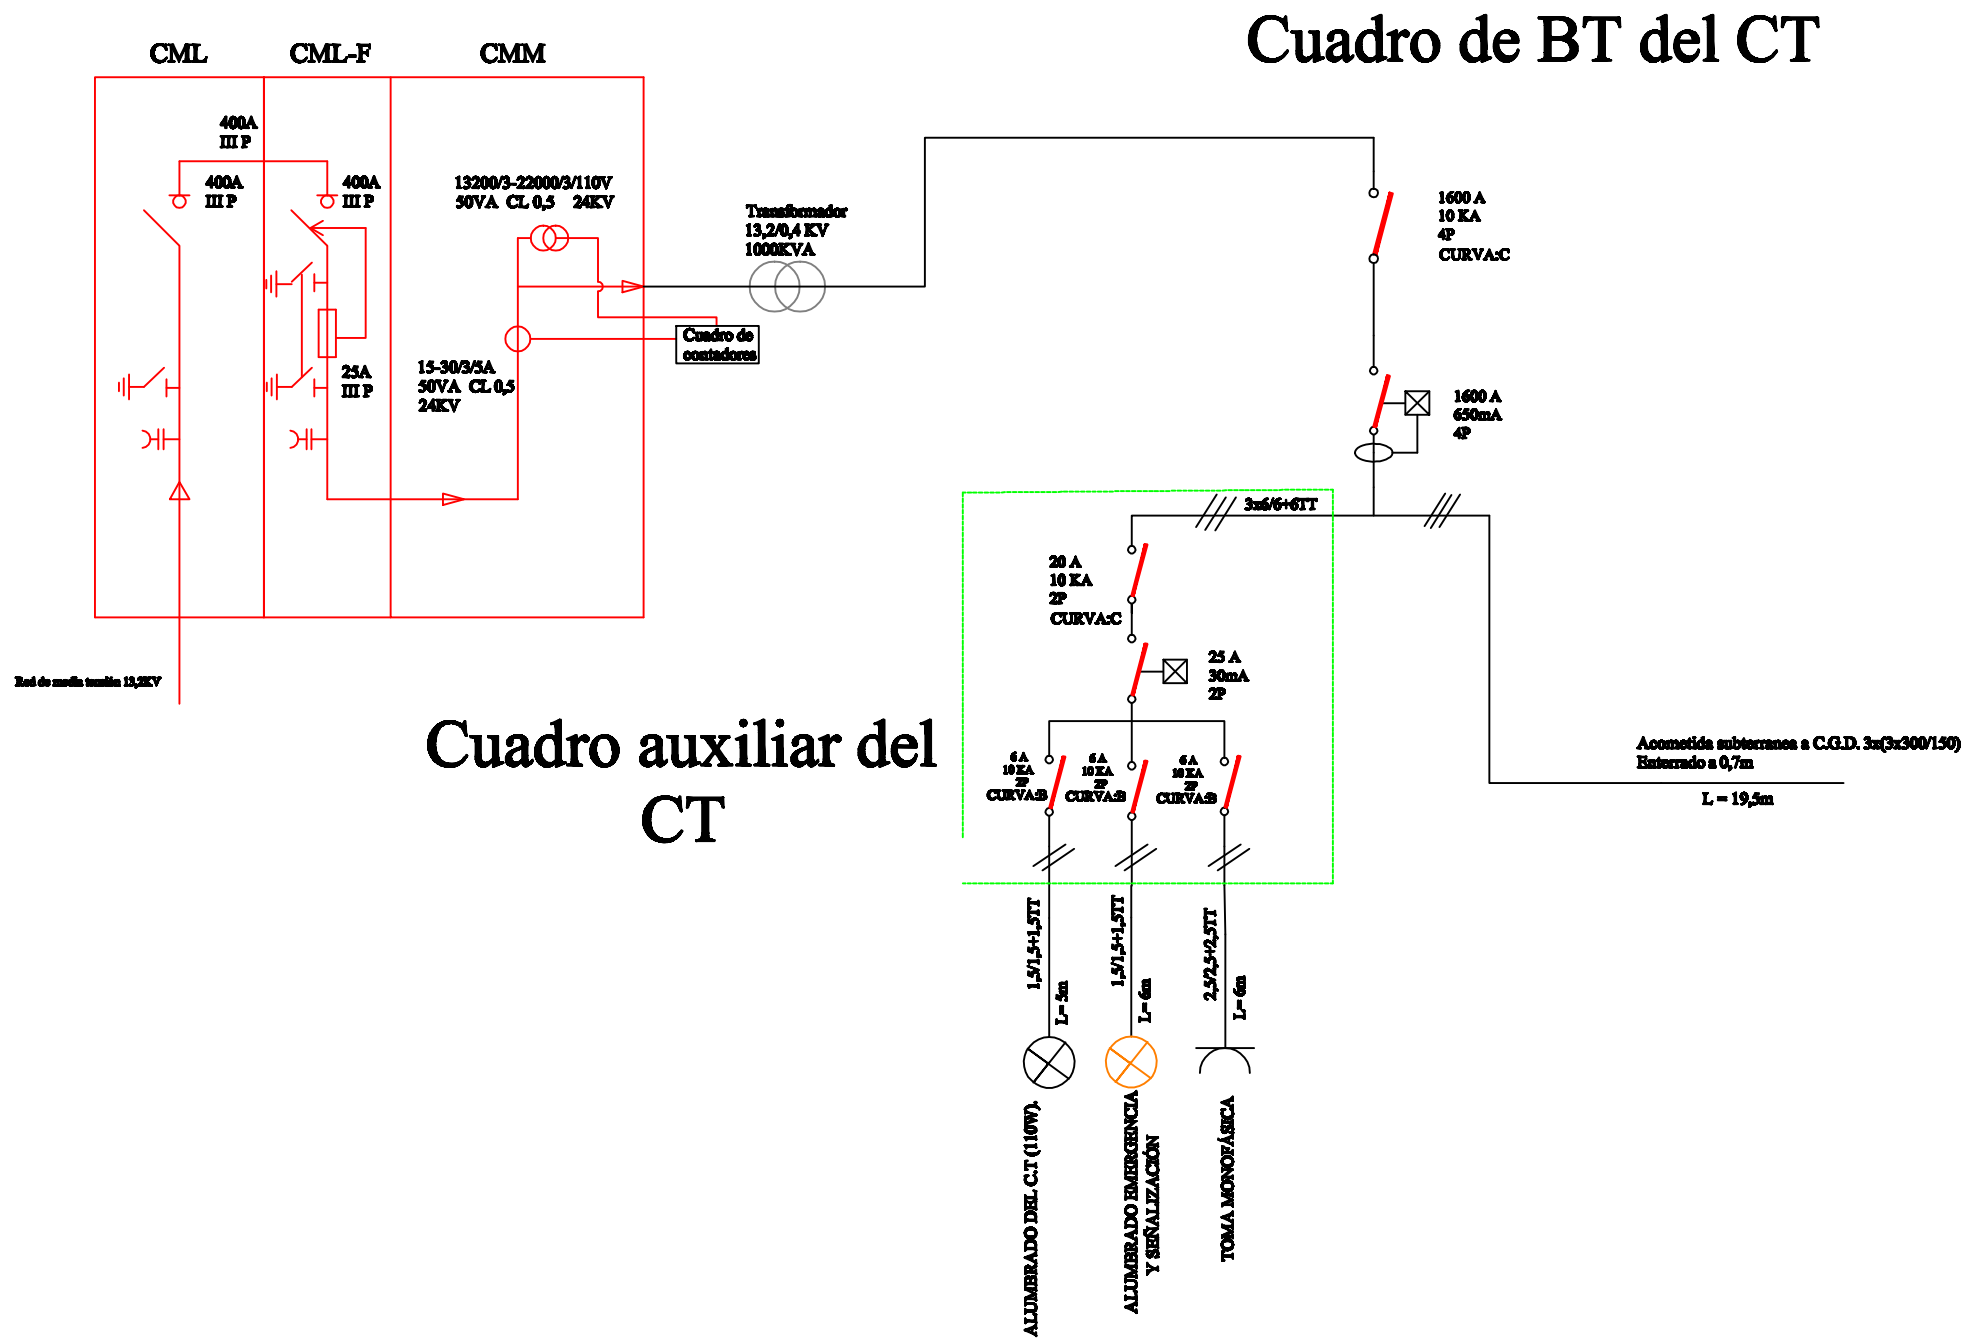 Cuadro de BT del CT
CML
CML-F
CMM
400A
III P
400A
III P
400A
III P
13200/3-22000/3/110V
50VA CL 0,5 24KV
Transformador
13,2/0,4 KV
1000KVA
1600 A
10 KA
4P
CURVA:C
Cuadro de
contadores
25A
III P
15-30/3/5A
50VA CL 0,5
24KV
1600 A
650mA
4P
3x6/6+6TT
20 A
10 KA
2P
CURVA:C
25 A
30mA
2P
Red de media tensión 13,2KV
Cuadro auxiliar del
CT
6 A
10 KA
2P
CURVA:B
6 A
10 KA
2P
CURVA:B
6 A
10 KA
2P
CURVA:B
Acometida subterranea a C.G.D. 3x(3x300/150)
Enterrado a 0,7m
L = 19,5m
1,5/1,5+1,5TT
L= 5m
1,5/1,5+1,5TT
L= 6m
2,5/2,5+2,5TT
L= 6m
ALUMBRADO DEL C.T (110W).
ALUMBRADO EMERGENCIA
Y SEÑALIZACIÓN
TOMA MONOFÁSICA